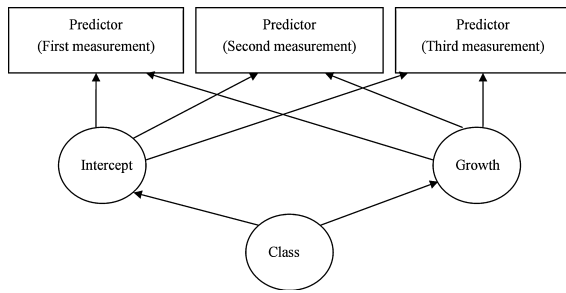 Predictor
(First measurement)
Predictor
(Second measurement)
Predictor
(Third measurement)
Intercept
Growth
Class